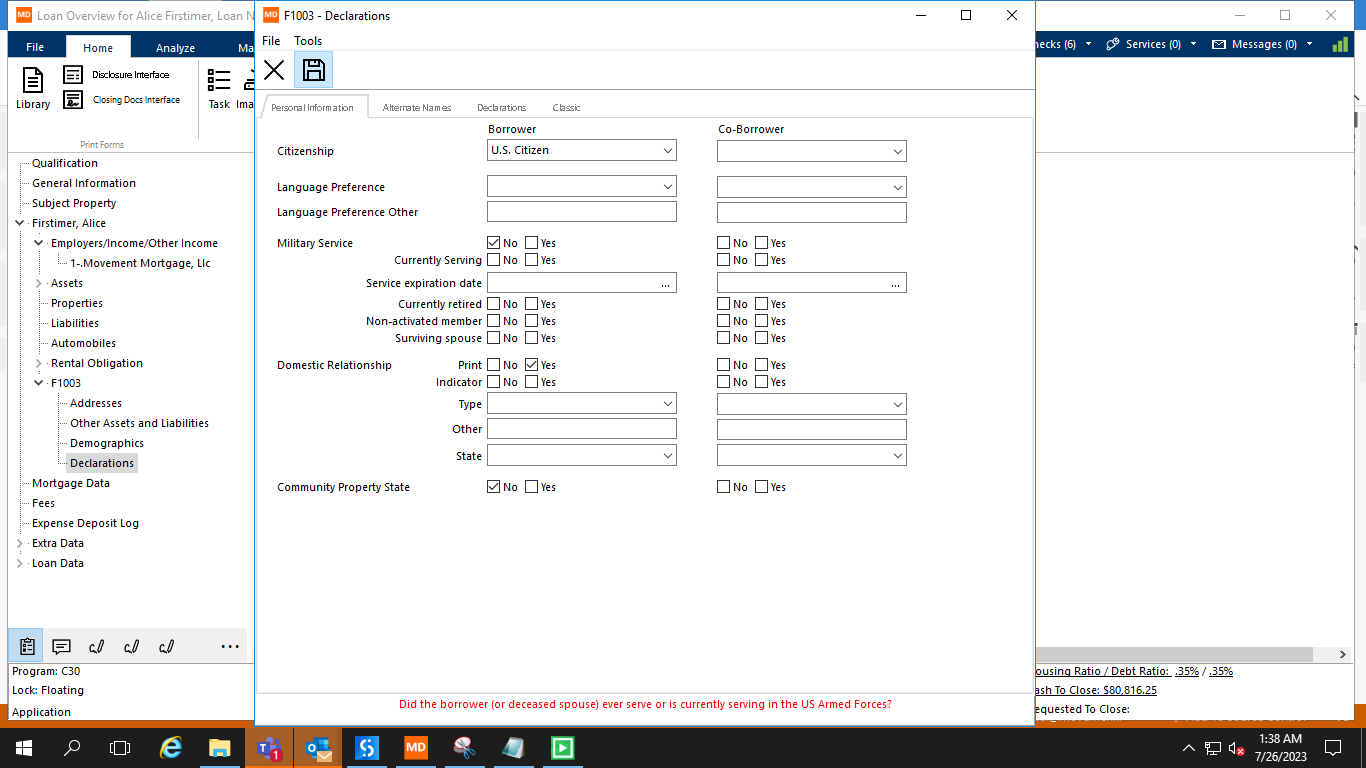 MD Loan Overview for Alice Firstimer, Loan N
MD F1003 - Declarations
File Home Analyze Ma
hecks (6) Services (0) Messages (0)
File Tools
Library
Disclosure Interface
Closing Docs Interface
Task Ima
Print Forms
Qualification
General Information
Subject Property
Firstimer, Alice
Employers/Income/Other Income
1-.Movement Mortgage, Llc
Assets
Properties
Liabilities
Automobiles
Rental Obligation
F1003
Addresses
Other Assets and Liabilities
Demographics
Declarations
Mortgage Data
Fees
Expense Deposit Log
Extra Data
Loan Data
...
Program: C30
Lock: Floating
Application
Personal Information Alternate Names Declarations Classic
Borrower Co-Borrower
Citizenship U.S. Citizen
Language Preference
Language Preference Other
Military Service No Yes No Yes
Currently Serving No Yes No Yes
Service expiration date ... ...
Currently retired No Yes No Yes
Non-activated member No Yes No Yes
Surviving spouse No Yes No Yes
Domestic Relationship Print No Yes No Yes
Indicator No Yes No Yes
Type
Other
State
Community Property State No Yes No Yes
Did the borrower (or deceased spouse) ever serve or is currently serving in the US Armed Forces?
ousing Ratio / Debt Ratio: .35% / .35%
ash To Close: $80,816.25
equested To Close:
1
MD
1:38 AM
7/26/2023